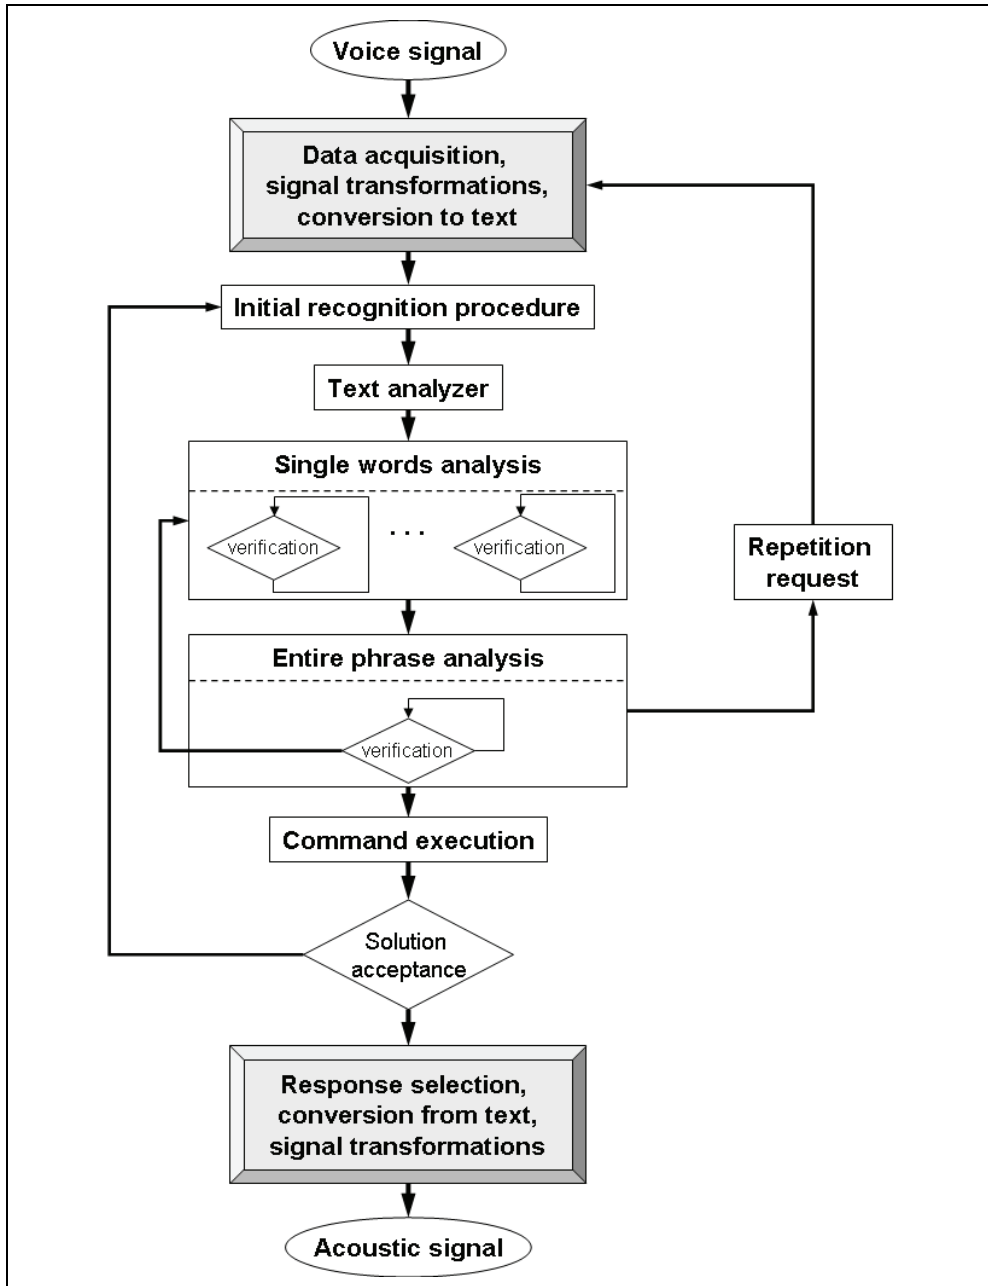 Voice signal
Data acquisition,
signal transformations,
conversion to text
Initial recognition procedure
Text analyzer
Single words analysis
verification
. . .
verification
Repetition
request
Entire phrase analysis
verification
Command execution
Solution
acceptance
Response selection,
conversion from text,
signal transformations
Acoustic signal